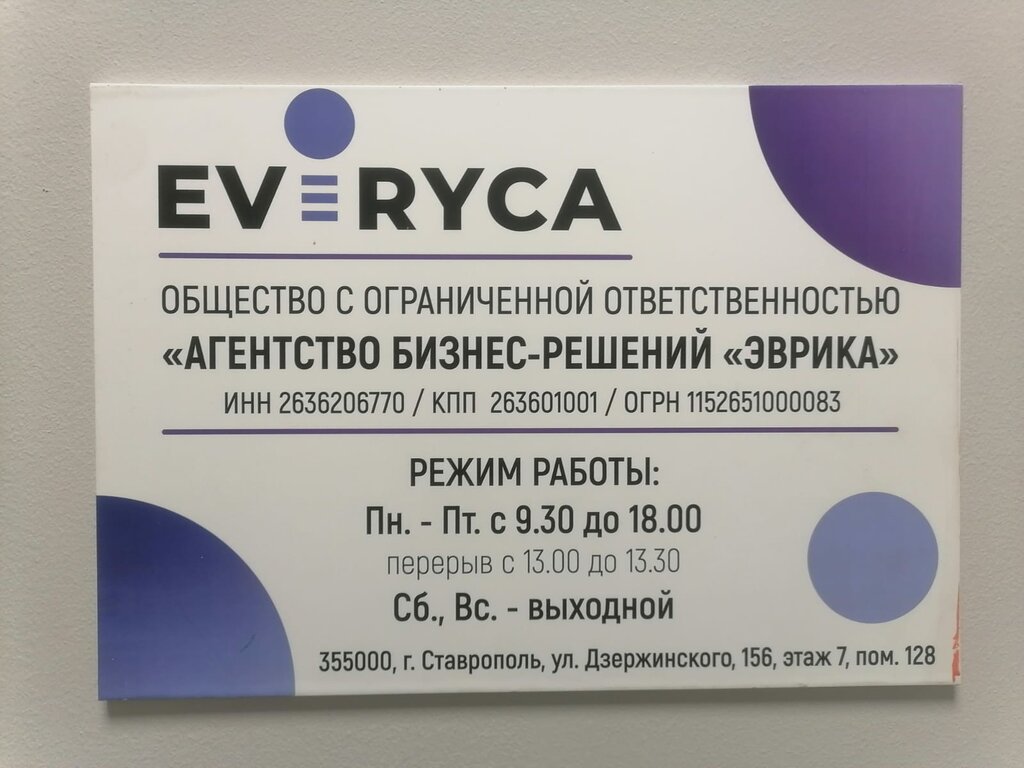 EVIRYCA
ОБЩЕСТВО С ОГРАНИЧЕННОЙ ОТВЕТСТВЕННОСТЬЮ
«АГЕНТСТВО БИЗНЕС-РЕШЕНИЙ «ЭВРИКА»
ИНН 2636206770 / КПП 263601001 / ОГРН 1152651000083
РЕЖИМ РАБОТЫ:
Пн. - Пт. с 9.30 до 18.00
перерыв с 13.00 до 13.30
Сб., Вс. - выходной
355000, г. Ставрополь, ул. Дзержинского, 156, этаж 7, пом. 128